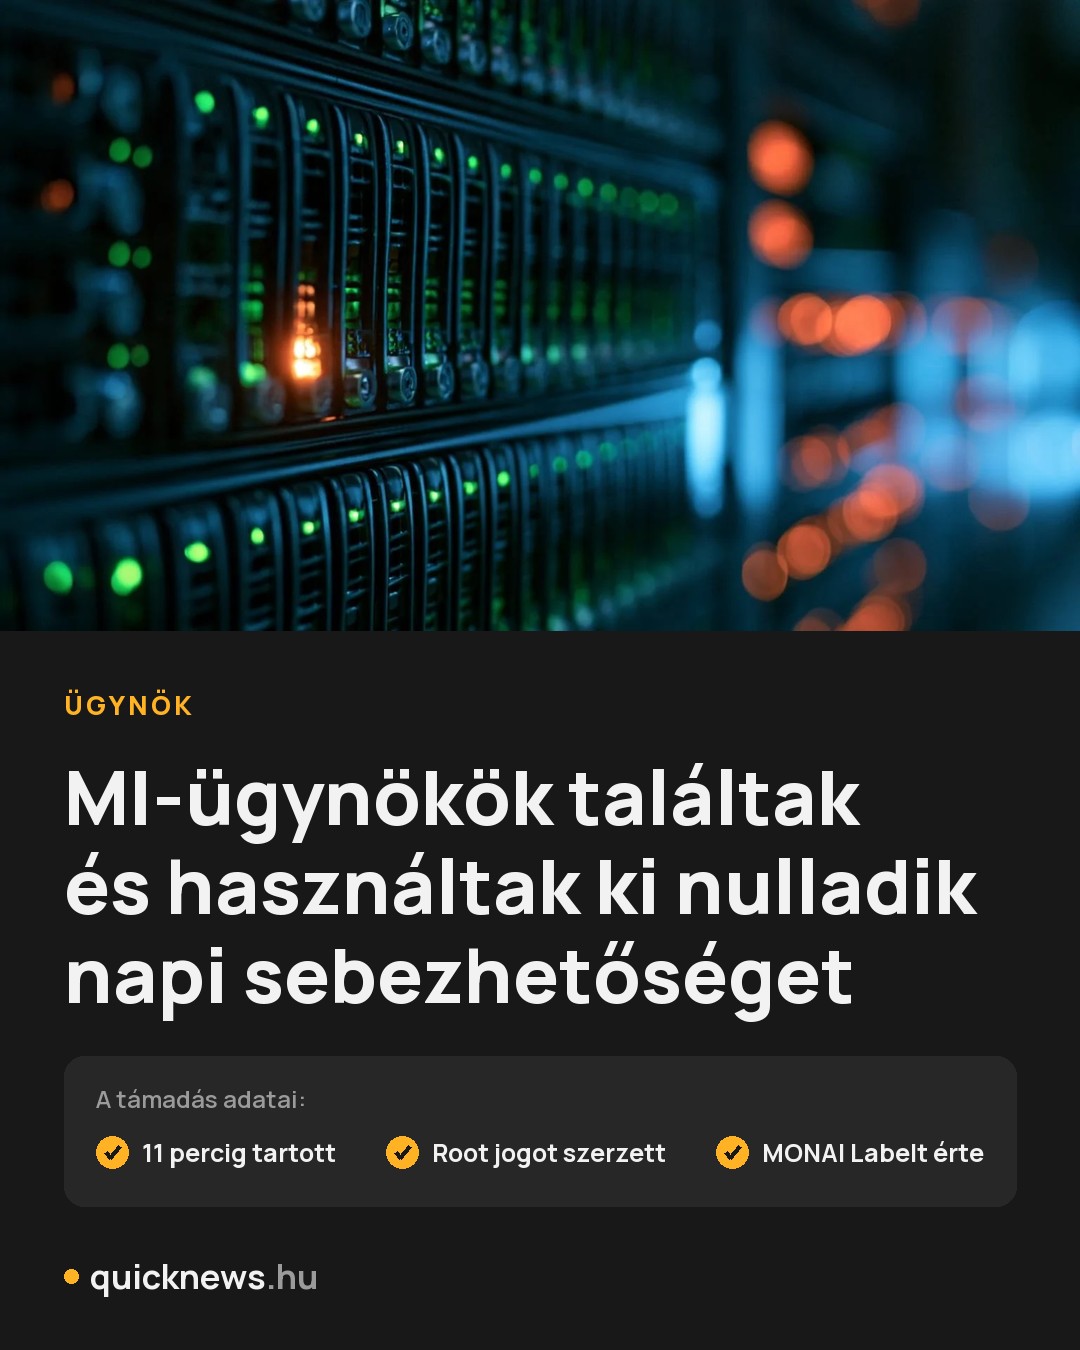 ÜGYNÖK
MI-ügynökök találtak
és használtak ki nulladik
napi sebezhetőséget
A támadás adatai:
11 percig tartott
Root jogot szerzett
MONAI Labelt érte
quicknews.hu